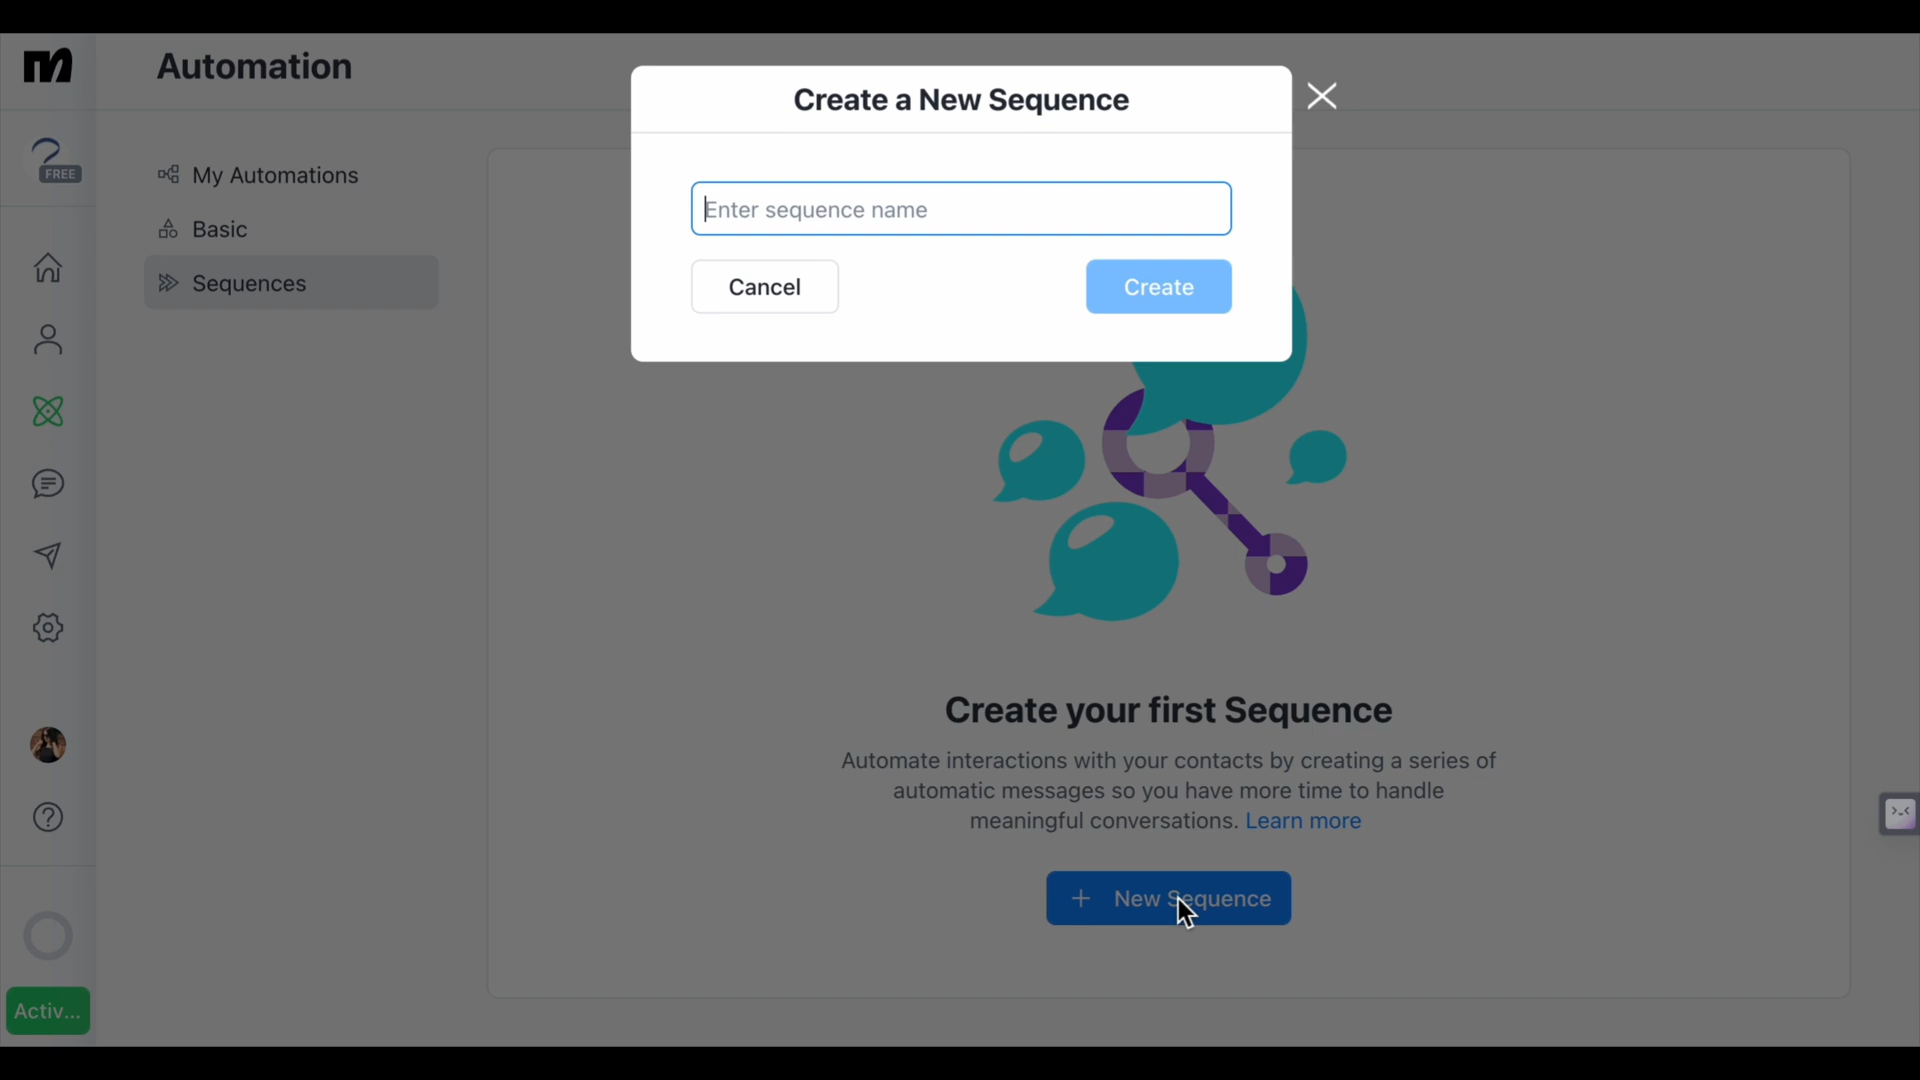 Automation
FREE
My Automations
Basic
Sequences
Create a New Sequence
Enter sequence name
Cancel
Create
Create your first Sequence
Automate interactions with your contacts by creating a series of
automatic messages so you have more time to handle
meaningful conversations. Learn more
+ New Sequence
Activ...